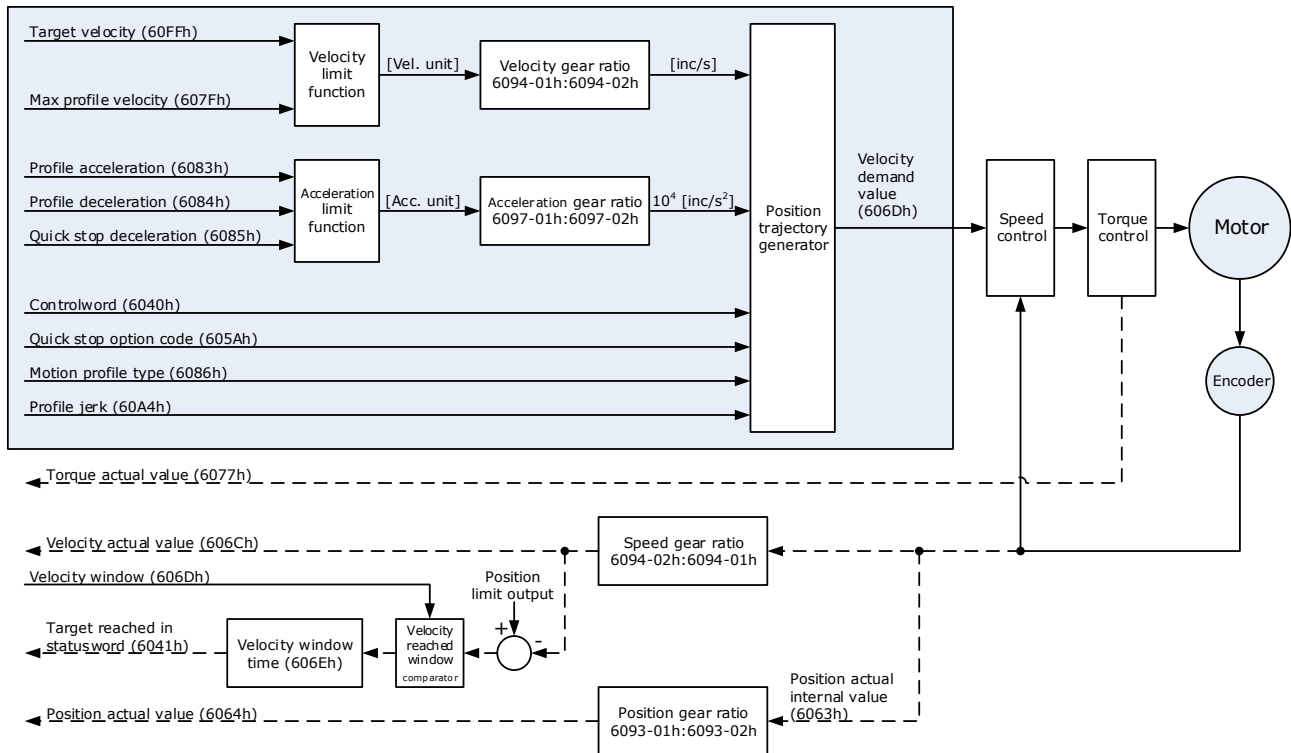 Target velocity (60FFh)
Max profile velocity (607Fh)
Velocity
limit
function
[Vel. unit]
Velocity gear ratio
6094-01h:6094-02h
[inc/s]
Profile acceleration (6083h)
Profile deceleration (6084h)
Quick stop deceleration (6085h)
Acceleration
limit
function
[Acc. unit]
Acceleration gear ratio
6097-01h:6097-02h
10⁴ [inc/s²]
Controlword (6040h)
Quick stop option code (605Ah)
Motion profile type (6086h)
Profile jerk (60A4h)
Position
trajectory
generator
Velocity
demand
value
(606Dh)
Speed
control
Torque
control
Motor
Encoder
Torque actual value (6077h)
Velocity actual value (606Ch)
Speed gear ratio
6094-02h:6094-01h
Velocity window (606Dh)
Position
limit output
+
-
Target reached in
statusword (6041h)
Velocity window
time (606Eh)
Velocity
reached
window
comparator
Position actual
internal value
(6063h)
Position actual value (6064h)
Position gear ratio
6093-01h:6093-02h